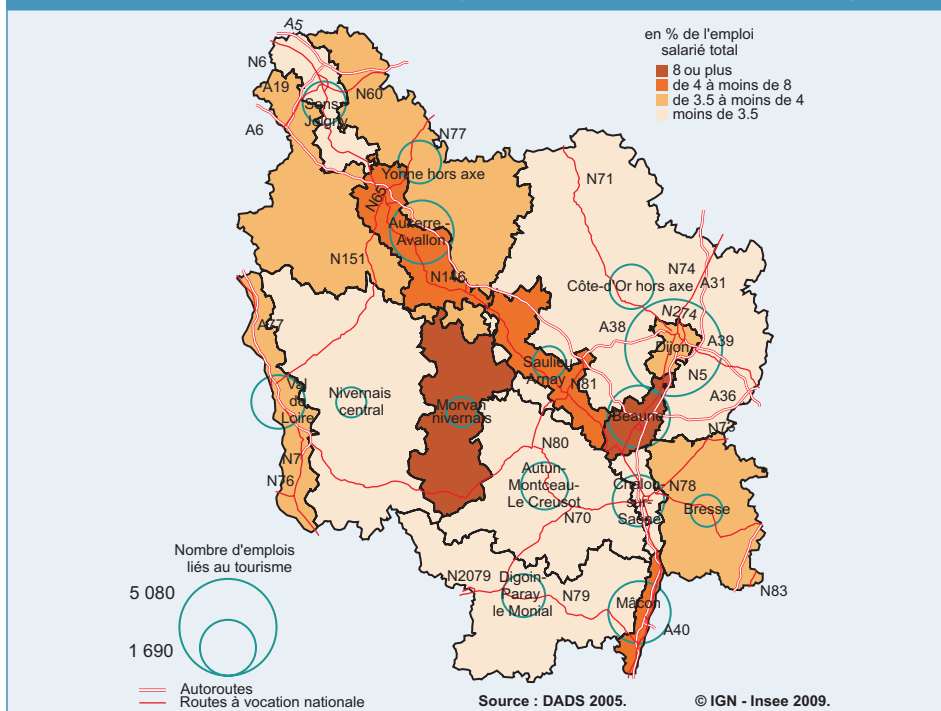 A5
en % de l'emploi
salarié total
8 ou plus
de 4 à moins de 8
de 3.5 à moins de 4
moins de 3.5
N6
A19
N60
Sens-
Joigny
A6
N77
Yonne hors axe
N71
N65
Auxerre -
Avallon
N151
N146
N74
Côte-d'Or hors axe
A31
A77
N274
A38
Dijon
A39
Saulieu
Arnay
N81
N5
A36
Val
de
Loire
Nivernais
central
Morvan
nivernais
Beaune
N73
N7
N76
N80
Autun-
Montceau-
Le Creusot
Chalon-
sur-
Saône
N78
Bresse
N70
Nombre d'emplois
liés au tourisme
5 080
1 690
N2079
Digoin-
Paray
le Monial
N79
Mâcon
A40
N83
Autoroutes
Routes à vocation nationale
Source : DADS 2005.
© IGN - Insee 2009.